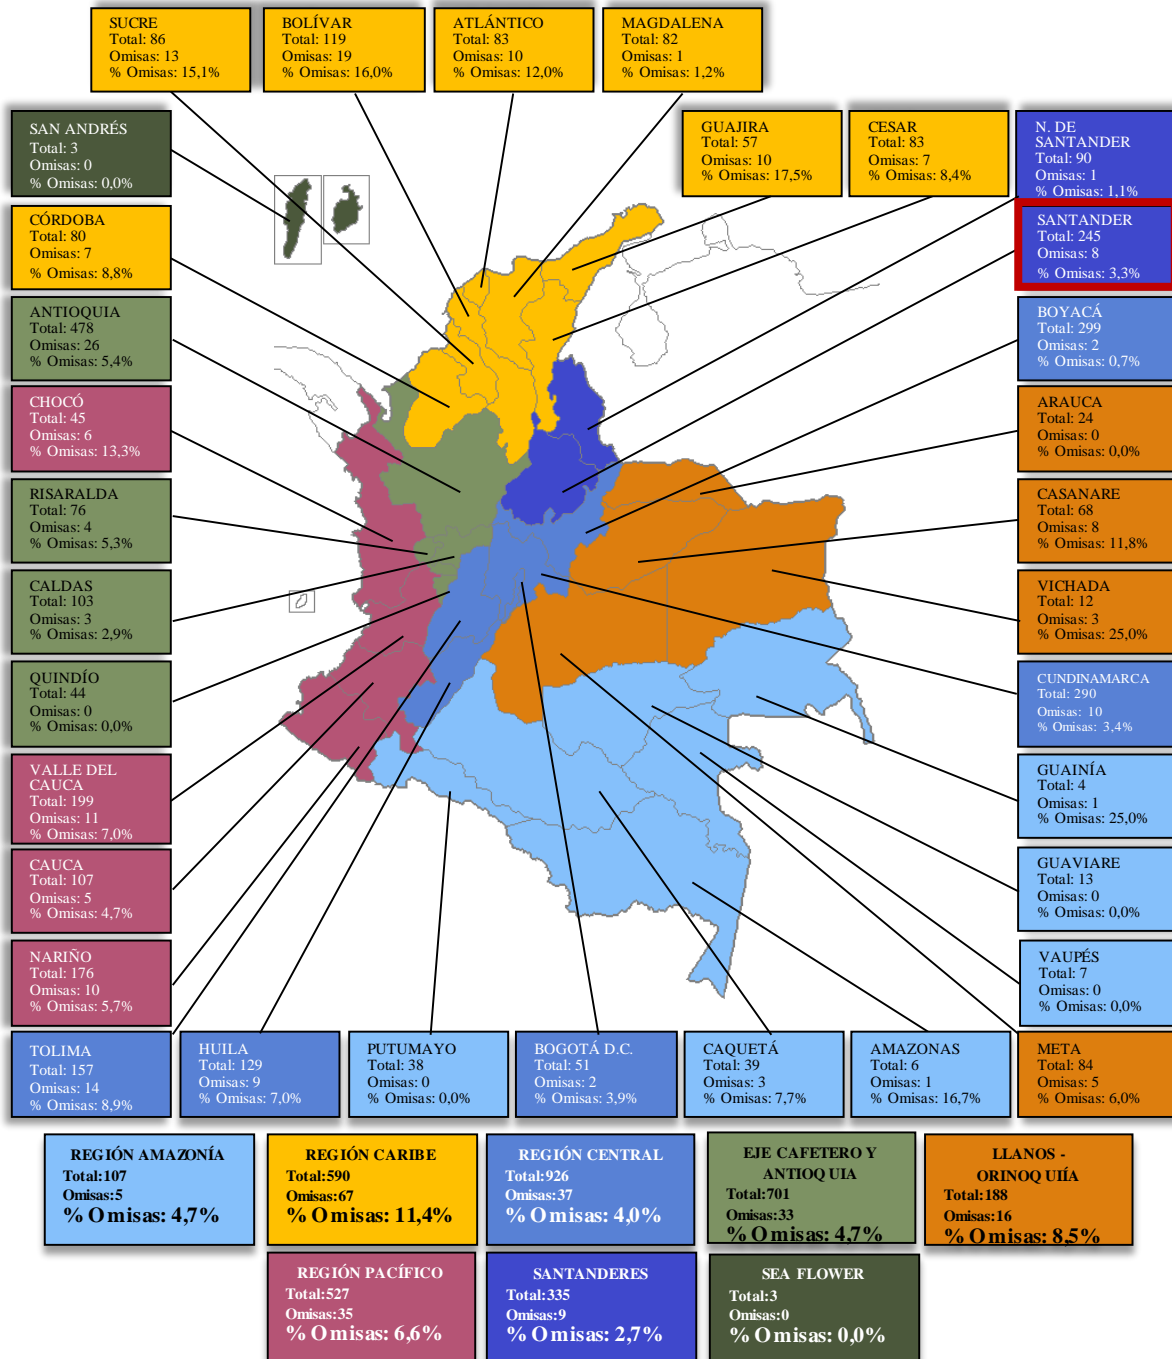 SUCRE
Total: 86
Omisas: 13
% Omisas: 15,1%
BOLÍVAR
Total: 119
Omisas: 19
% Omisas: 16,0%
ATLÁNTICO
Total: 83
Omisas: 10
% Omisas: 12,0%
MAGDALENA
Total: 82
Omisas: 1
% Omisas: 1,2%
SAN ANDRÉS
Total: 3
Omisas: 0
% Omisas: 0,0%
GUAJIRA
Total: 57
Omisas: 10
% Omisas: 17,5%
CESAR
Total: 83
Omisas: 7
% Omisas: 8,4%
N. DE
SANTANDER
Total: 90
Omisas: 1
% Omisas: 1,1%
CÓRDOBA
Total: 80
Omisas: 7
% Omisas: 8,8%
SANTANDER
Total: 245
Omisas: 8
% Omisas: 3,3%
ANTIOQUIA
Total: 478
Omisas: 26
% Omisas: 5,4%
BOYACÁ
Total: 299
Omisas: 2
% Omisas: 0,7%
CHOCÓ
Total: 45
Omisas: 6
% Omisas: 13,3%
ARAUCA
Total: 24
Omisas: 0
% Omisas: 0,0%
RISARALDA
Total: 76
Omisas: 4
% Omisas: 5,3%
CASANARE
Total: 68
Omisas: 8
% Omisas: 11,8%
CALDAS
Total: 103
Omisas: 3
% Omisas: 2,9%
VICHADA
Total: 12
Omisas: 3
% Omisas: 25,0%
QUINDÍO
Total: 44
Omisas: 0
% Omisas: 0,0%
CUNDINAMARCA
Total: 290
Omisas: 10
% Omisas: 3,4%
VALLE DEL
CAUCA
Total: 199
Omisas: 11
% Omisas: 7,0%
GUAINÍA
Total: 4
Omisas: 1
% Omisas: 25,0%
CAUCA
Total: 107
Omisas: 5
% Omisas: 4,7%
GUAVIARE
Total: 13
Omisas: 0
% Omisas: 0,0%
NARIÑO
Total: 176
Omisas: 10
% Omisas: 5,7%
VAUPÉS
Total: 7
Omisas: 0
% Omisas: 0,0%
TOLIMA
Total: 157
Omisas: 14
% Omisas: 8,9%
HUILA
Total: 129
Omisas: 9
% Omisas: 7,0%
PUTUMAYO
Total: 38
Omisas: 0
% Omisas: 0,0%
BOGOTÁ D.C.
Total: 51
Omisas: 2
% Omisas: 3,9%
CAQUETÁ
Total: 39
Omisas: 3
% Omisas: 7,7%
AMAZONAS
Total: 6
Omisas: 1
% Omisas: 16,7%
META
Total: 84
Omisas: 5
% Omisas: 6,0%
REGIÓN AMAZONÍA
Total:107
Omisas:5
% Omisas: 4,7%
REGIÓN CARIBE
Total:590
Omisas:67
% Omisas: 11,4%
REGIÓN CENTRAL
Total:926
Omisas:37
% Omisas: 4,0%
EJE CAFETERO Y
ANTIOQUIA
Total:701
Omisas:33
% Omisas: 4,7%
LLANOS -
ORINOQUIÍA
Total:188
Omisas:16
% Omisas: 8,5%
REGIÓN PACÍFICO
Total:527
Omisas:35
% Omisas: 6,6%
SANTANDERES
Total:335
Omisas:9
% Omisas: 2,7%
SEA FLOWER
Total:3
Omisas:0
% Omisas: 0,0%